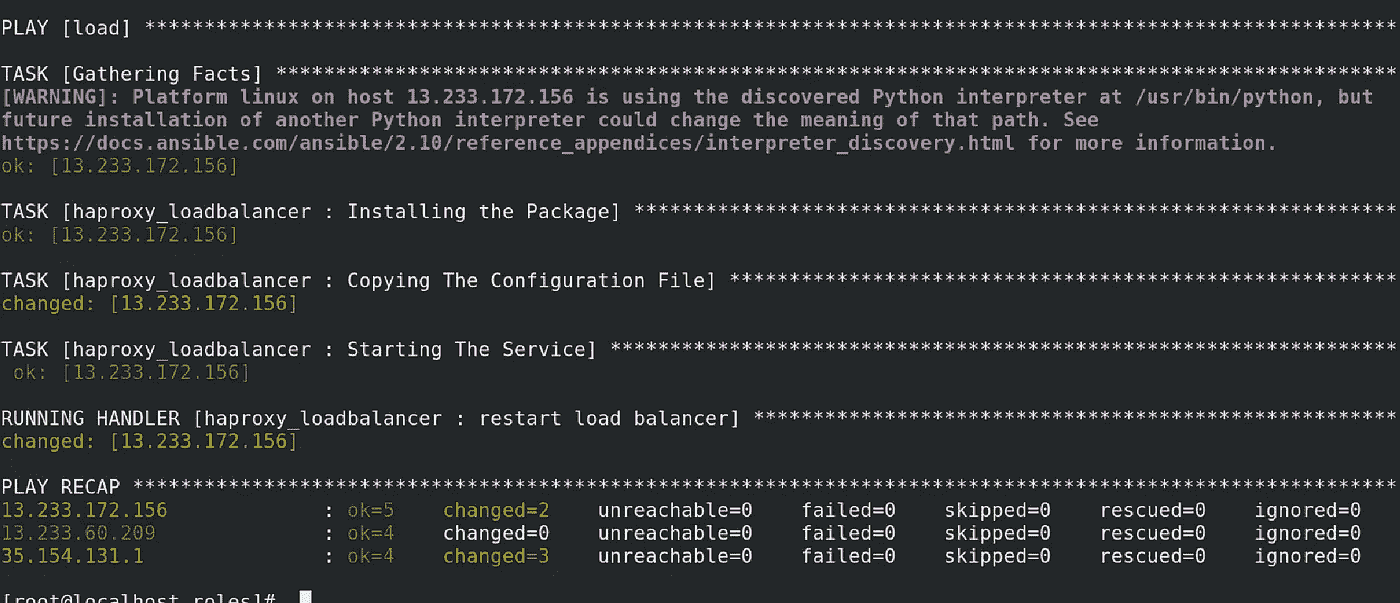 PLAY [load] *********************************************************************************************************
TASK [Gathering Facts] **********************************************************************************************
[WARNING]: Platform linux on host 13.233.172.156 is using the discovered Python interpreter at /usr/bin/python, but
future installation of another Python interpreter could change the meaning of that path. See
https://docs.ansible.com/ansible/2.10/reference_appendices/interpreter_discovery.html for more information.
ok: [13.233.172.156]
TASK [haproxy_loadbalancer : Installing the Package] ****************************************************************
ok: [13.233.172.156]
TASK [haproxy_loadbalancer : Copying The Configuration File] ********************************************************
changed: [13.233.172.156]
TASK [haproxy_loadbalancer : Starting The Service] ******************************************************************
ok: [13.233.172.156]
RUNNING HANDLER [haproxy_loadbalancer : restart load balancer] ******************************************************
changed: [13.233.172.156]
PLAY RECAP **********************************************************************************************************
13.233.172.156 : ok=5 changed=2 unreachable=0 failed=0 skipped=0 rescued=0 ignored=0
13.233.60.209 : ok=4 changed=0 unreachable=0 failed=0 skipped=0 rescued=0 ignored=0
35.154.131.1 : ok=4 changed=3 unreachable=0 failed=0 skipped=0 rescued=0 ignored=0
[root@localhost roles]#